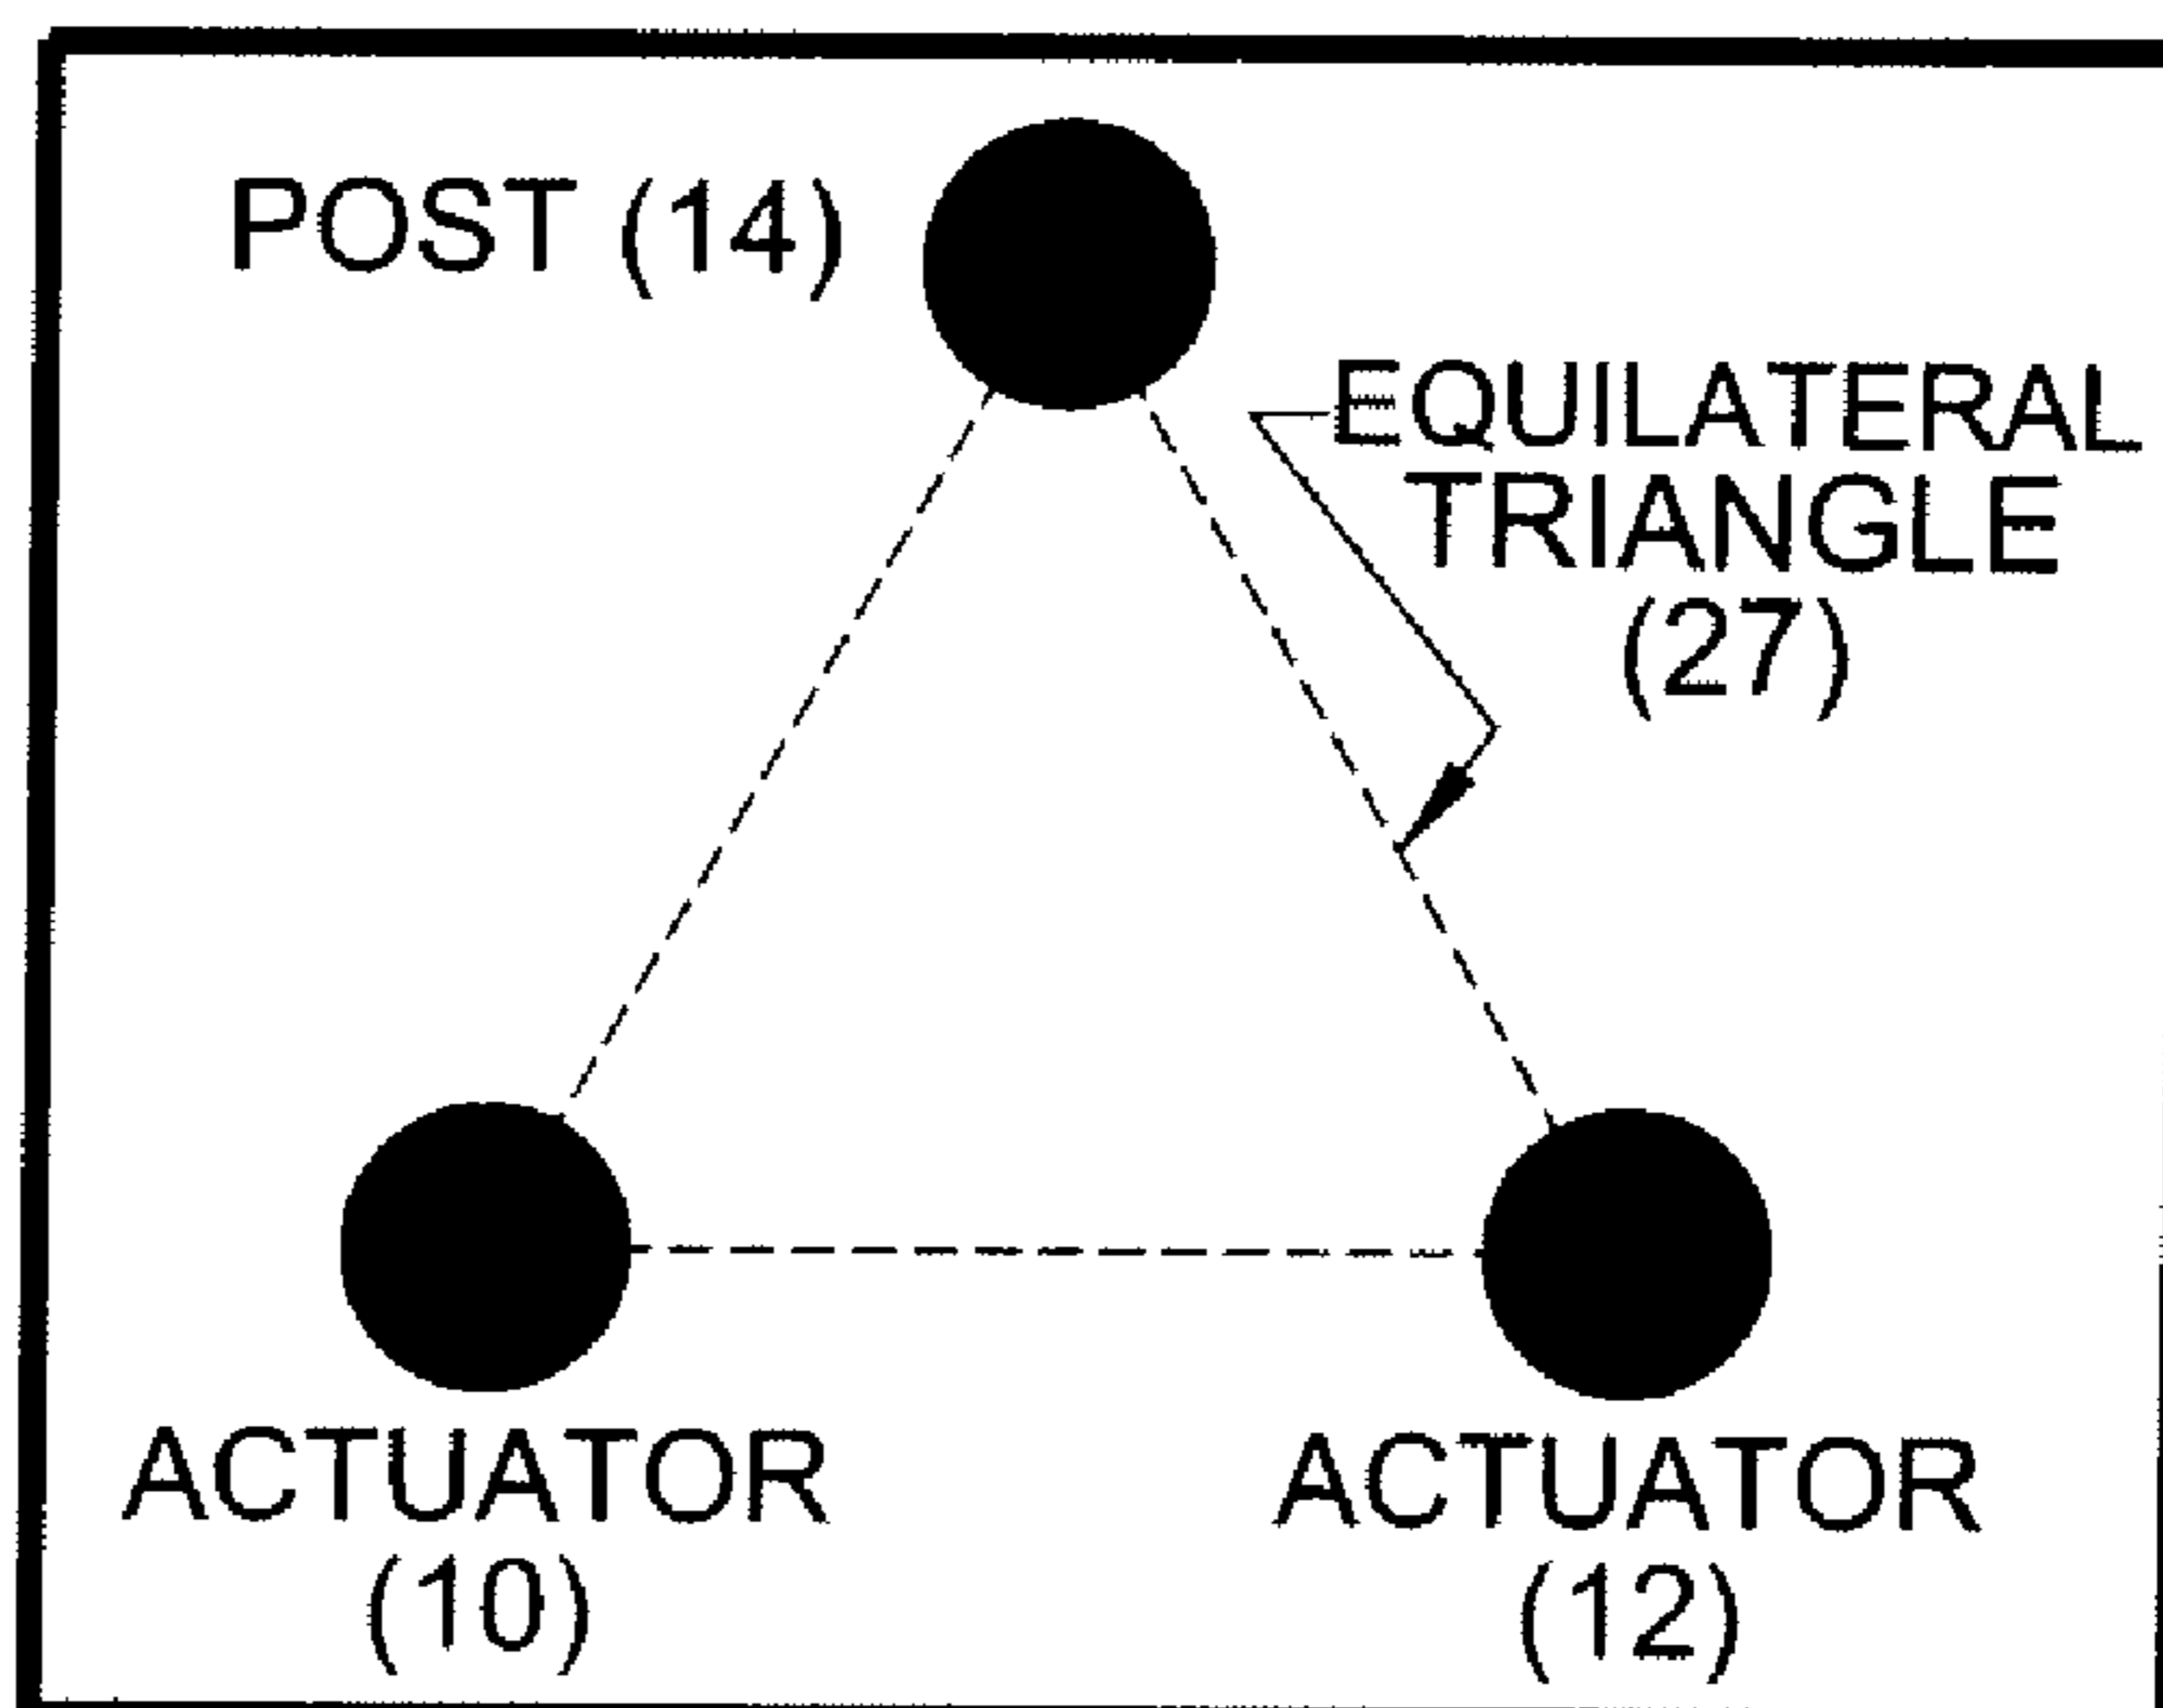 POST (14)
EQUILATERAL
TRIANGLE
(27)
ACTUATOR
(10)
ACTUATOR
(12)